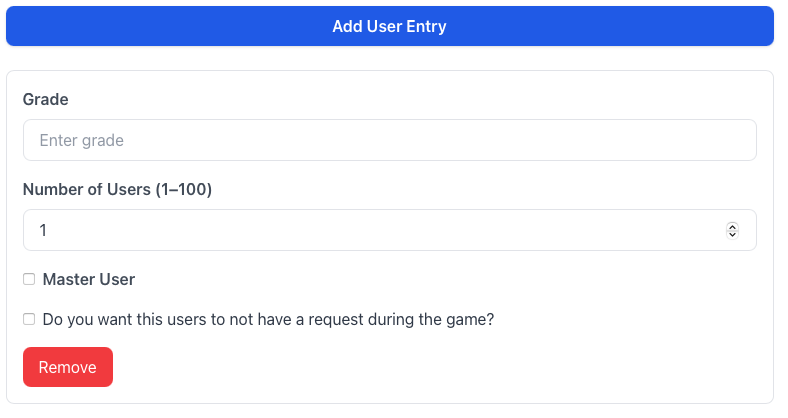 Add User Entry
Grade
Enter grade
Number of Users (1–100)
1
Master User
Do you want this users to not have a request during the game?
Remove